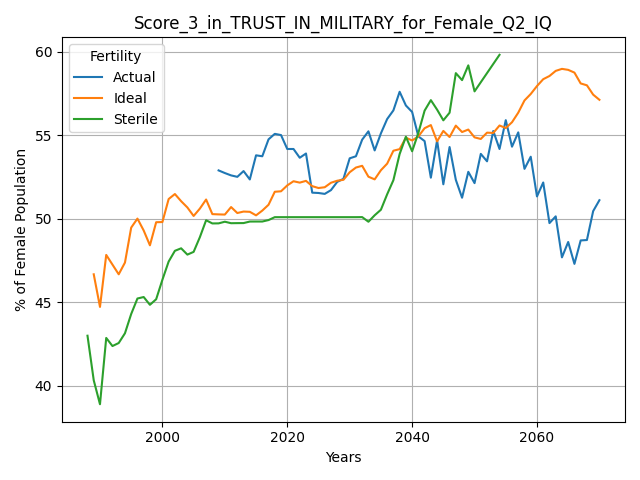 Score_3_in_TRUST_IN_MILITARY_for_Female_Q2_IQ
Fertility
Actual
Ideal
Sterile
% of Female Population
60
55
50
45
40
2000
2020
2040
2060
Years